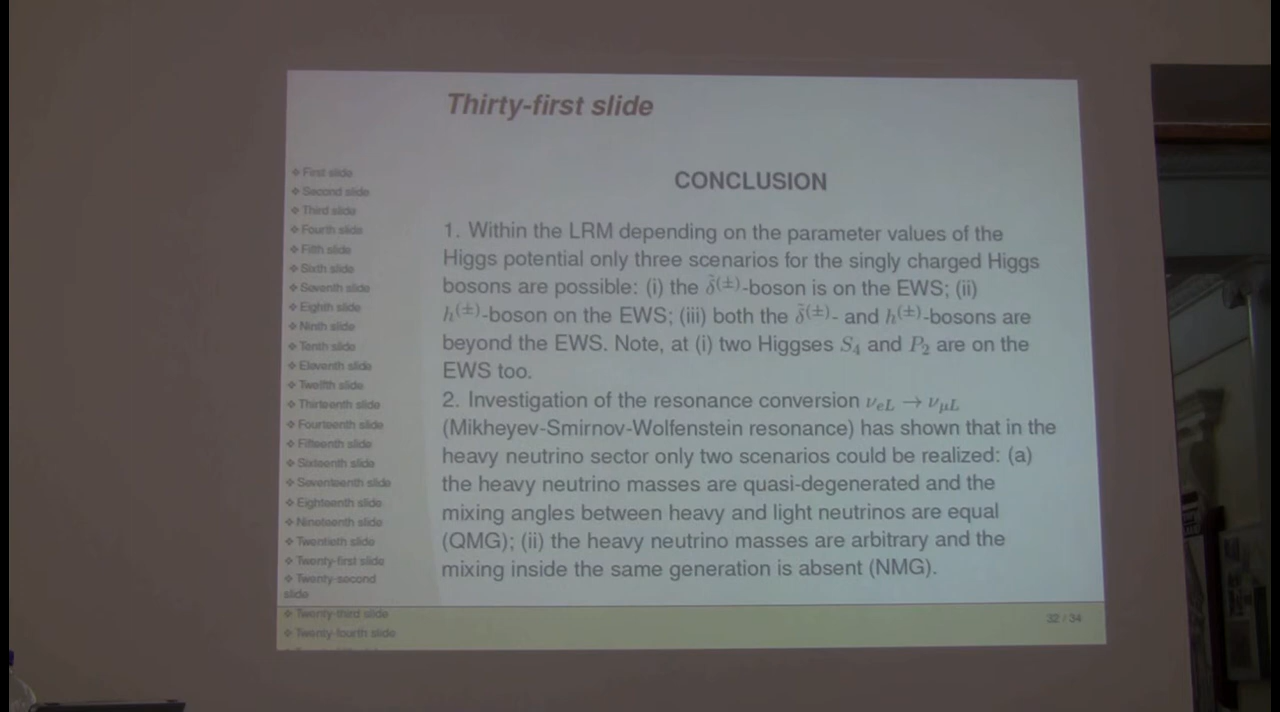 Thirty-first slide
❖ First slide
❖ Second slide
❖ Third slide
❖ Fourth slide
❖ Fifth slide
❖ Sixth slide
❖ Seventh slide
❖ Eighth slide
❖ Ninth slide
❖ Tenth slide
❖ Eleventh slide
❖ Twelfth slide
❖ Thirteenth slide
❖ Fourteenth slide
❖ Fifteenth slide
❖ Sixteenth slide
❖ Seventeenth slide
❖ Eighteenth slide
❖ Nineteenth slide
❖ Twentieth slide
❖ Twenty-first slide
❖ Twenty-second
slide
❖ Twenty-third slide
❖ Twenty-fourth slide
CONCLUSION
1. Within the LRM depending on the parameter values of the
Higgs potential only three scenarios for the singly charged Higgs
bosons are possible: (i) the δ̃⁽±⁾-boson is on the EWS; (ii)
h⁽±⁾-boson on the EWS; (iii) both the δ̃⁽±⁾- and h⁽±⁾-bosons are
beyond the EWS. Note, at (i) two Higgses S₄ and P₂ are on the
EWS too.
2. Investigation of the resonance conversion ν_{eL} → ν_{μL}
(Mikheyev-Smirnov-Wolfenstein resonance) has shown that in the
heavy neutrino sector only two scenarios could be realized: (a)
the heavy neutrino masses are quasi-degenerated and the
mixing angles between heavy and light neutrinos are equal
(QMG); (ii) the heavy neutrino masses are arbitrary and the
mixing inside the same generation is absent (NMG).
32 / 34